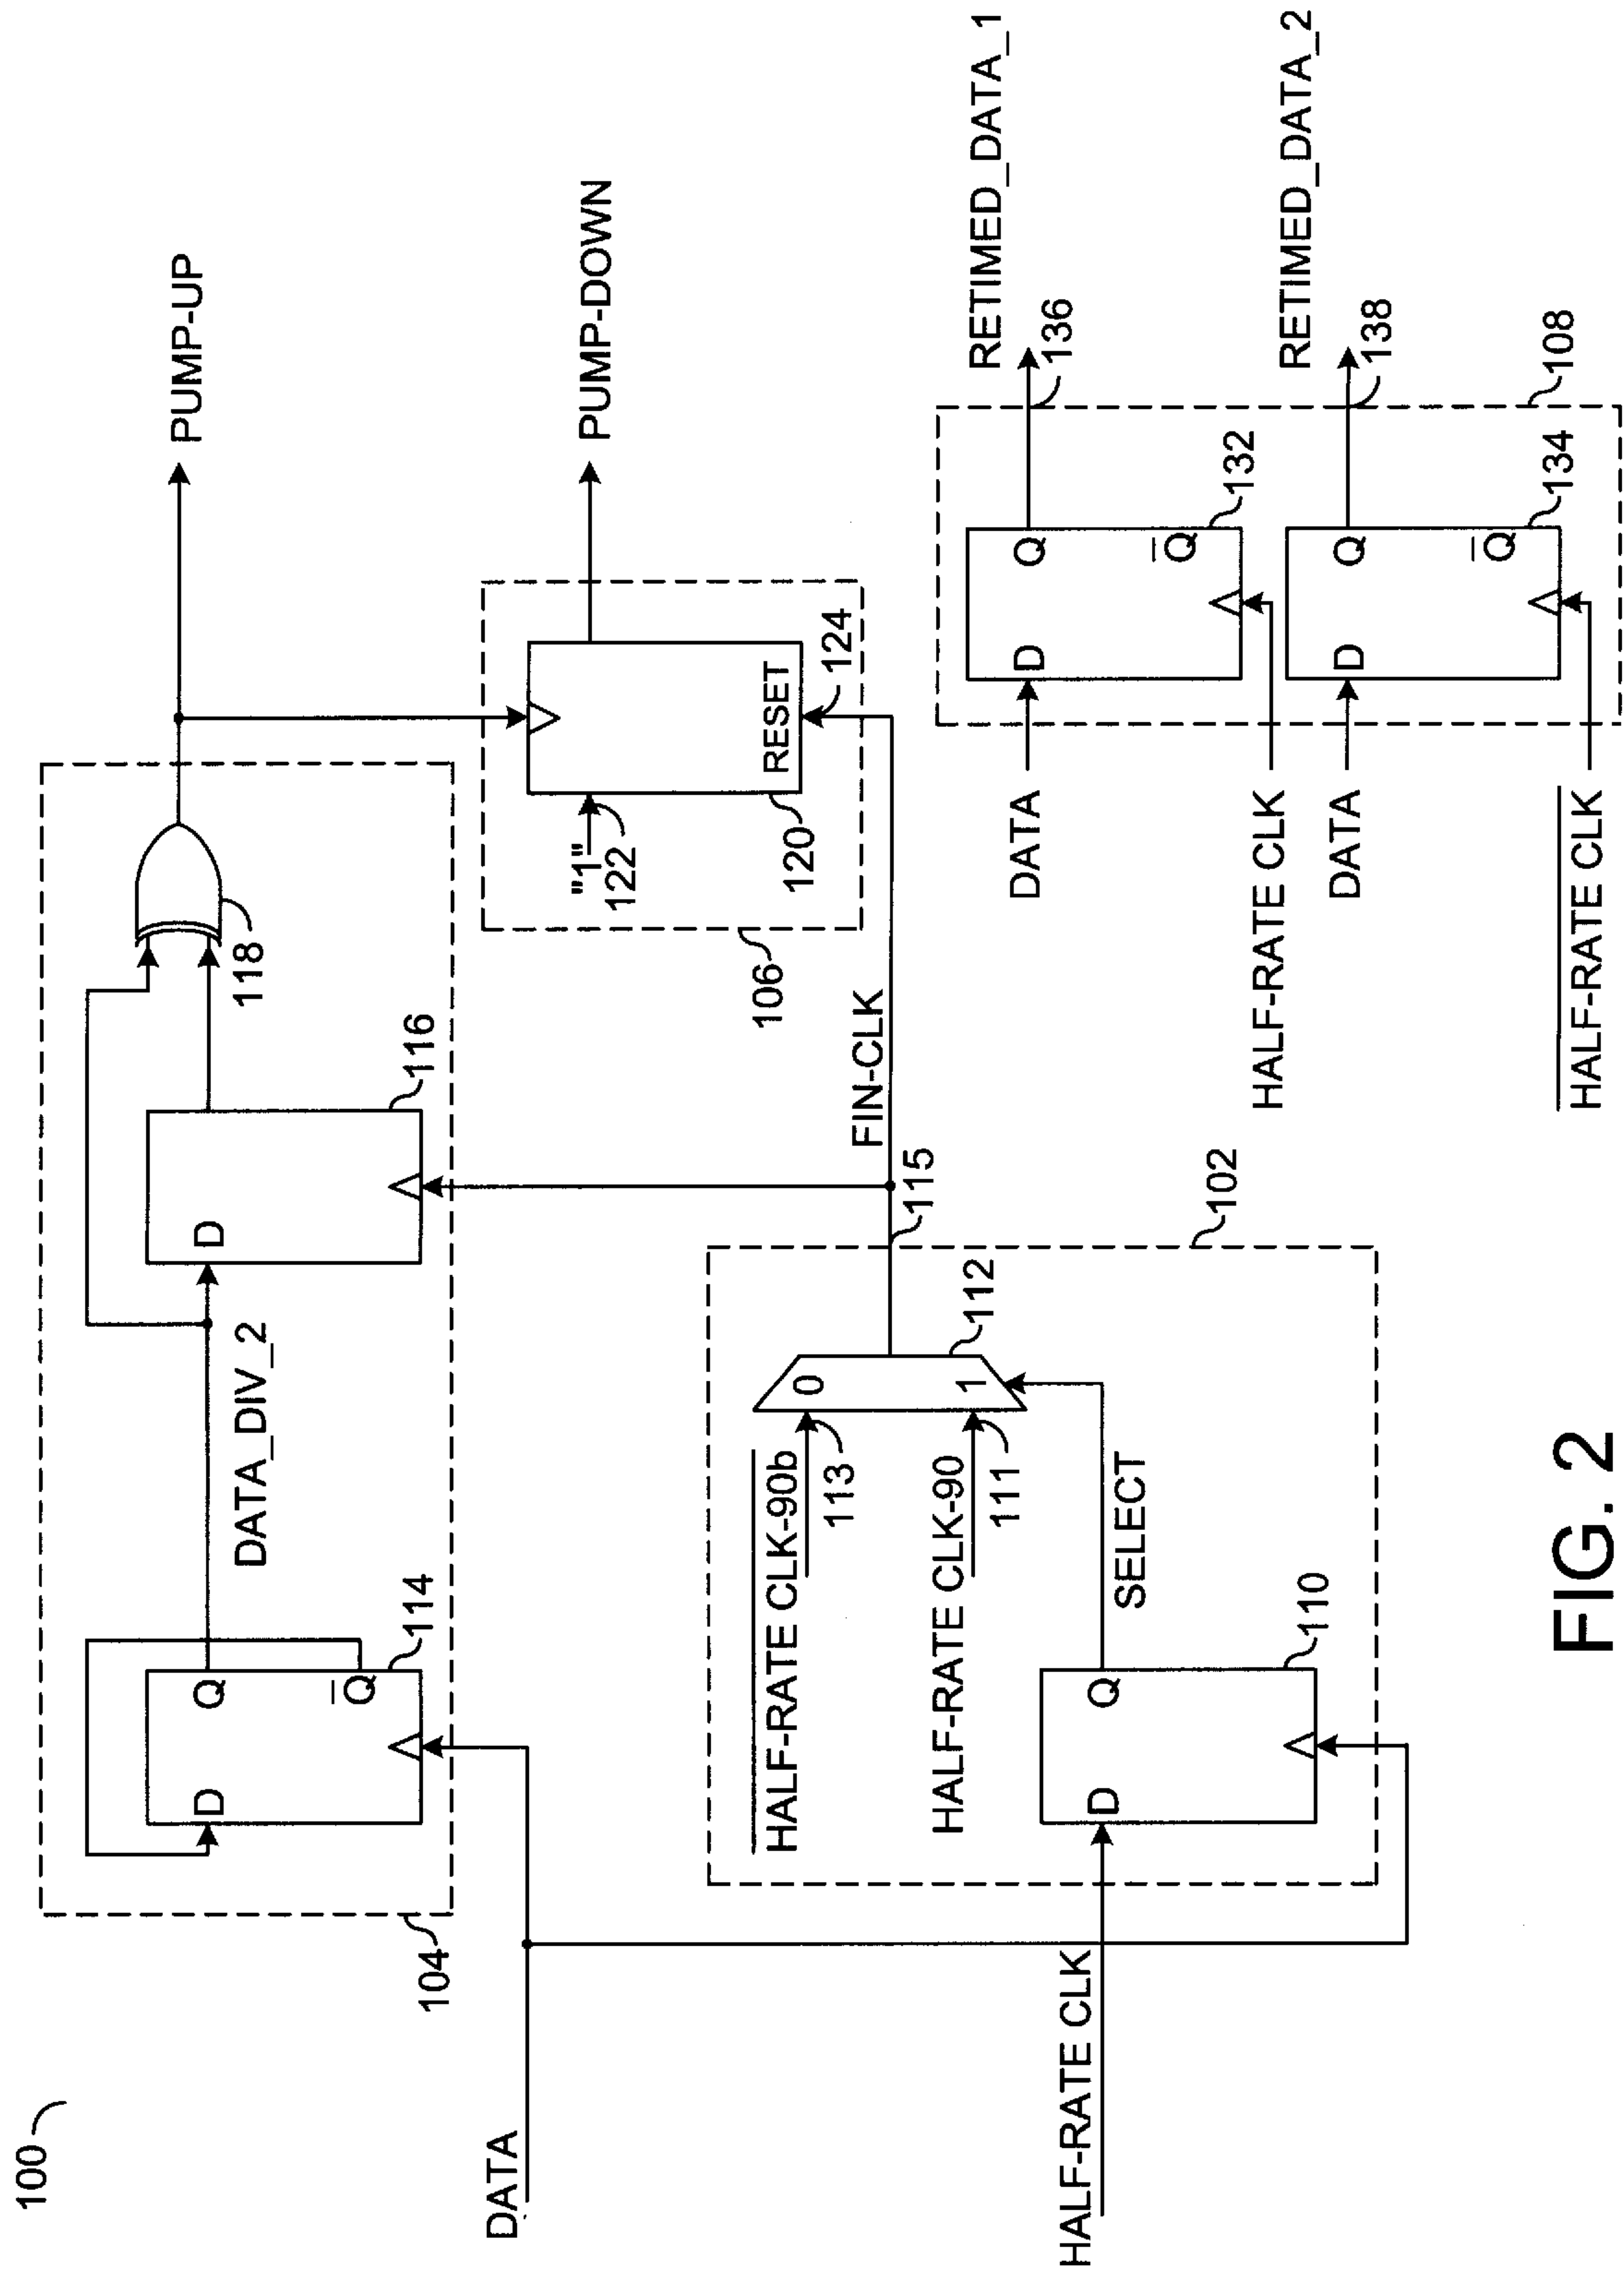 100
DATA
HALF-RATE CLK
104
D
Q
Q
114
DATA_DIV_2
D
116
118
PUMP-UP
"1"
122
120
RESET
124
106
PUMP-DOWN
FIN-CLK
115
102
HALF-RATE CLK-90b
113
HALF-RATE CLK-90
111
0
1
112
SELECT
D
Q
110
DATA
HALF-RATE CLK
D
Q
Q
132
136
RETIMED_DATA_1
DATA
HALF-RATE CLK
D
Q
Q
134
138
RETIMED_DATA_2
108
FIG. 2